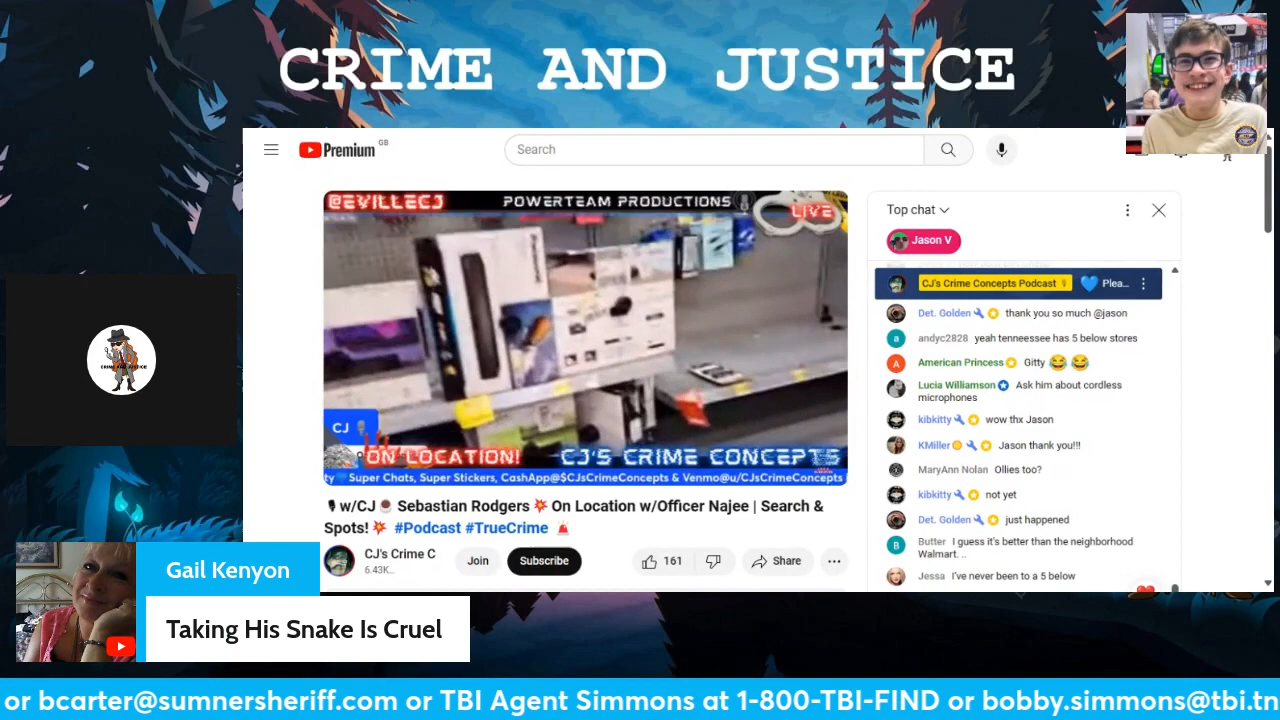 CRIME AND JUSTICE
Premium GB
Search
@EVILLECJ POWERTEAM PRODUCTIONS LIVE
CJ
ON LOCATION! CJ'S CRIME CONCEPTS
Super Chats, Super Stickers, CashApp@$CJsCrimeConcepts & Venmo@u/CJsCrimeConcepts
w/CJ Sebastian Rodgers On Location w/Officer Najee | Search &
Spots! #Podcast #TrueCrime
CJ's Crime C
6.43K...
Join Subscribe 161 Share
Top chat
Jason V
CJ's Crime Concepts Podcast Plea...
Det. Golden thank you so much @jason
andyc2828 yeah tenneessee has 5 below stores
American Princess Gitty
Lucia Williamson Ask him about cordless
microphones
kibkitty wow thx Jason
KMiller Jason thank you!!!
MaryAnn Nolan Ollies too?
kibkitty not yet
Det. Golden just happened
Butter I guess it's better than the neighborhood
Walmart. ..
Jessa I've never been to a 5 below
CRIME AND JUSTICE
Gail Kenyon
Taking His Snake Is Cruel
or bcarter@sumnersheriff.com or TBI Agent Simmons at 1-800-TBI-FIND or bobby.simmons@tbi.tn